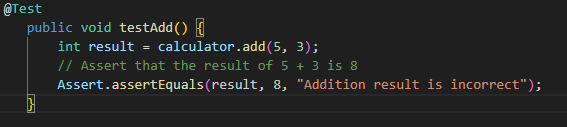 @Test
public void testAdd() {
int result = calculator.add(5, 3);
// Assert that the result of 5 + 3 is 8
Assert.assertEquals(result, 8, "Addition result is incorrect");
}